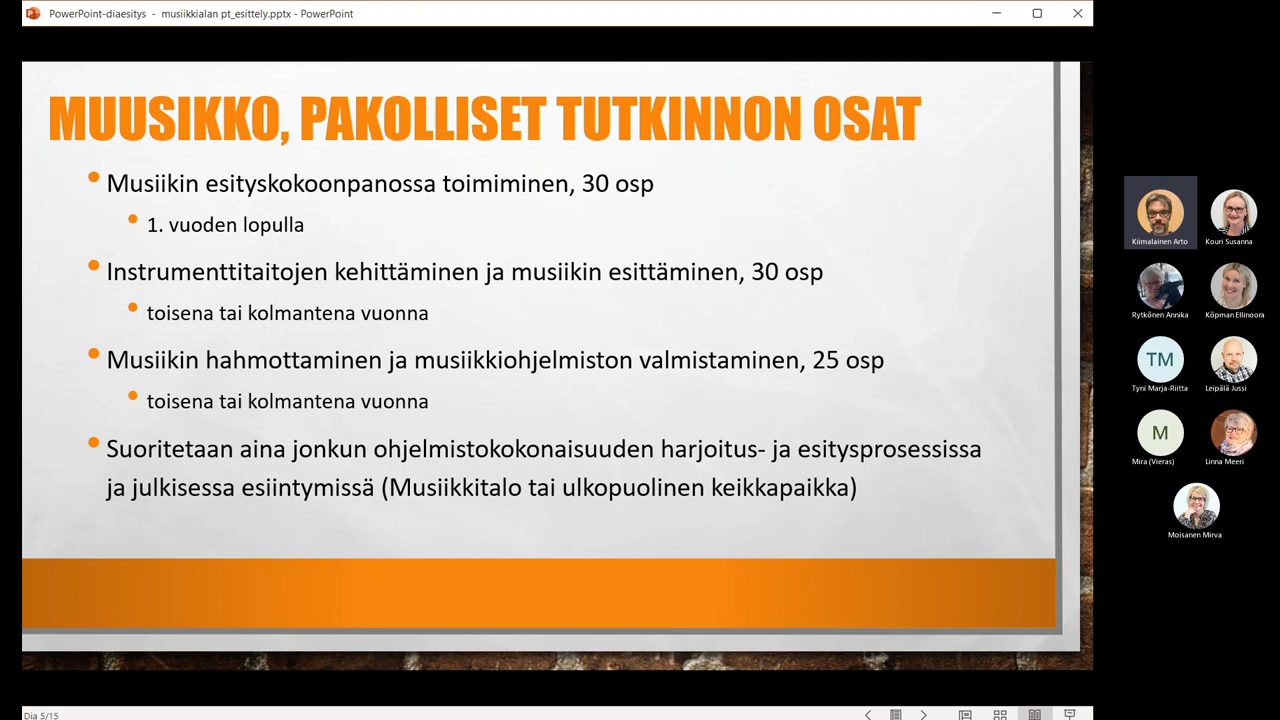 PowerPoint-diaesitys - musiikkialan pt_esittely.pptx - PowerPoint
MUUSIKKO, PAKOLLISET TUTKINNON OSAT
• Musiikin esityskokoonpanossa toimiminen, 30 osp
• 1. vuoden lopulla
• Instrumenttitaitojen kehittäminen ja musiikin esittäminen, 30 osp
• toisena tai kolmantena vuonna
• Musiikin hahmottaminen ja musiikkiohjelmiston valmistaminen, 25 osp
• toisena tai kolmantena vuonna
• Suoritetaan aina jonkun ohjelmistokokonaisuuden harjoitus- ja esitysprosessissa
ja julkisessa esiintymissä (Musiikkitalo tai ulkopuolinen keikkapaikka)
Kiimalainen Arto
Kouri Susanna
Rytkönen Annika
Köpman Ellinoora
TM
Tyni Marja-Riitta
Leipälä Jussi
M
Mira (Vieras)
Linna Meeri
Moisanen Mirva
Dia 5/15